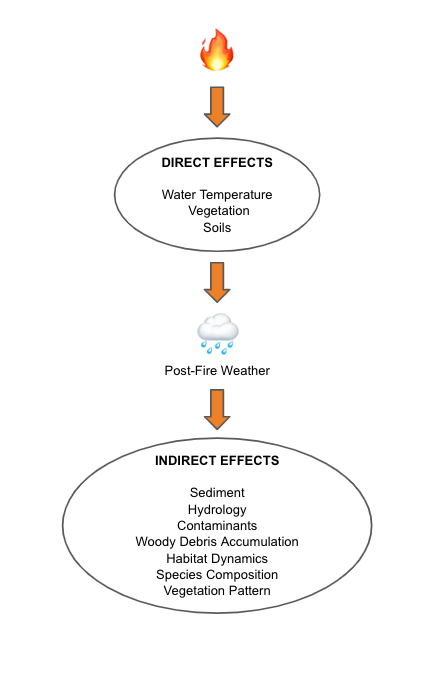 DIRECT EFFECTS
Water Temperature
Vegetation
Soils
Post-Fire Weather
INDIRECT EFFECTS
Sediment
Hydrology
Contaminants
Woody Debris Accumulation
Habitat Dynamics
Species Composition
Vegetation Pattern